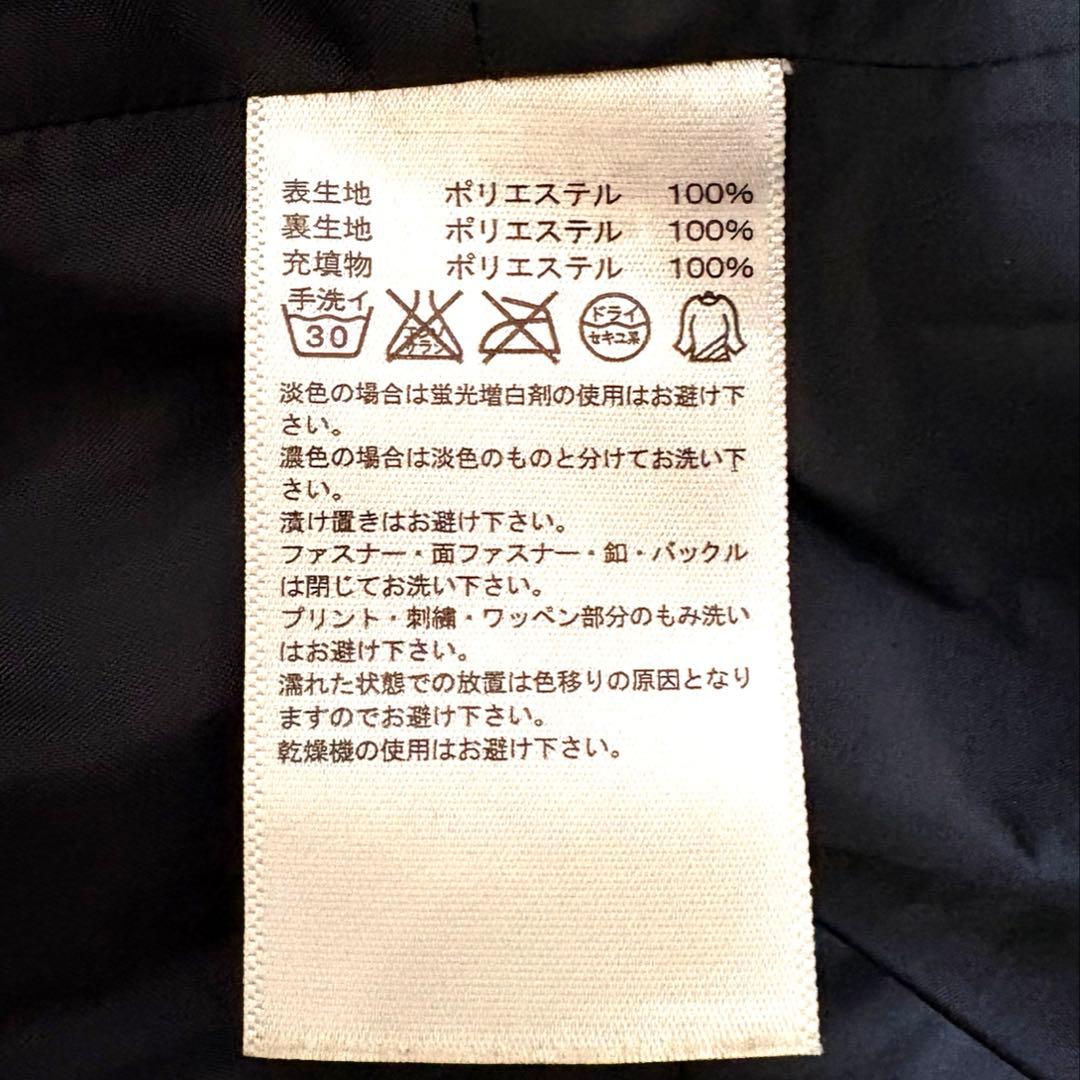 表生地 ポリエステル 100%
裏生地 ポリエステル 100%
充填物 ポリエステル 100%
手洗イ
30
エンソ
サラシ
ドライ
セキユ系
淡色の場合は蛍光増白剤の使用はお避け下
さい。
濃色の場合は淡色のものと分けてお洗い下
さい。
漬け置きはお避け下さい。
ファスナー・面ファスナー・釦・バックル
は閉じてお洗い下さい。
プリント・刺繍・ワッペン部分のもみ洗い
はお避け下さい。
濡れた状態での放置は色移りの原因となり
ますのでお避け下さい。
乾燥機の使用はお避け下さい。